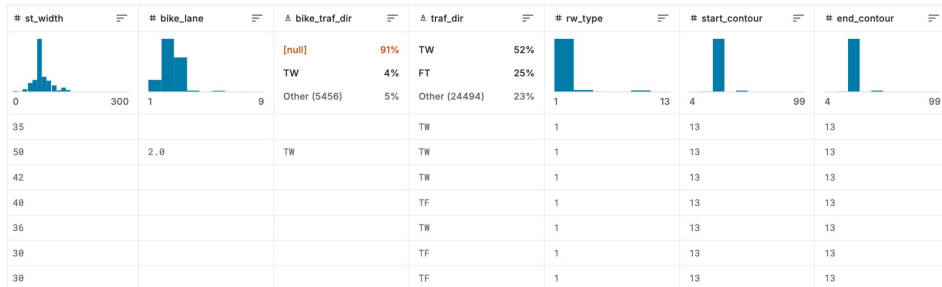 # st_width # bike_lane A bike_traf_dir A traf_dir # rw_type # start_contour # end_contour
[null] 91% TW 52%
TW 4% FT 25%
Other (5456) 5% Other (24494) 23%
0 300 1 9 1 13 4 99 4 99
35 TW 1 13 13
50 2.0 TW TW 1 13 13
42 TW 1 13 13
40 TF 1 13 13
36 TW 1 13 13
30 TF 1 13 13
30 TF 1 13 13